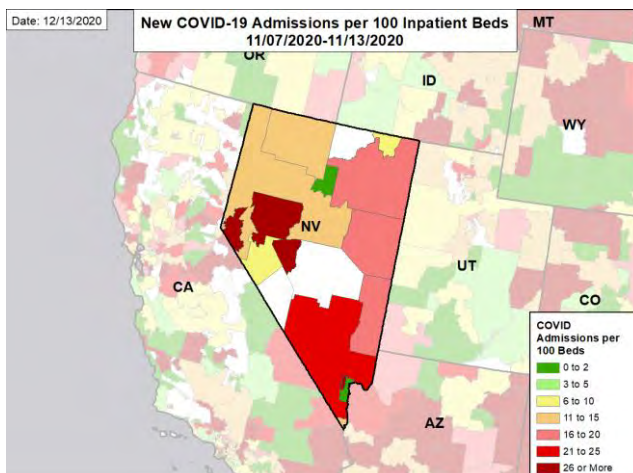 Date: 12/13/2020
New COVID-19 Admissions per 100 Inpatient Beds
11/07/2020-11/13/2020
MT
OR
ID
WY
NV
CA
UT
CO
AZ
COVID
Admissions per
100 Beds
0 to 2
3 to 5
6 to 10
11 to 15
16 to 20
21 to 25
26 or More